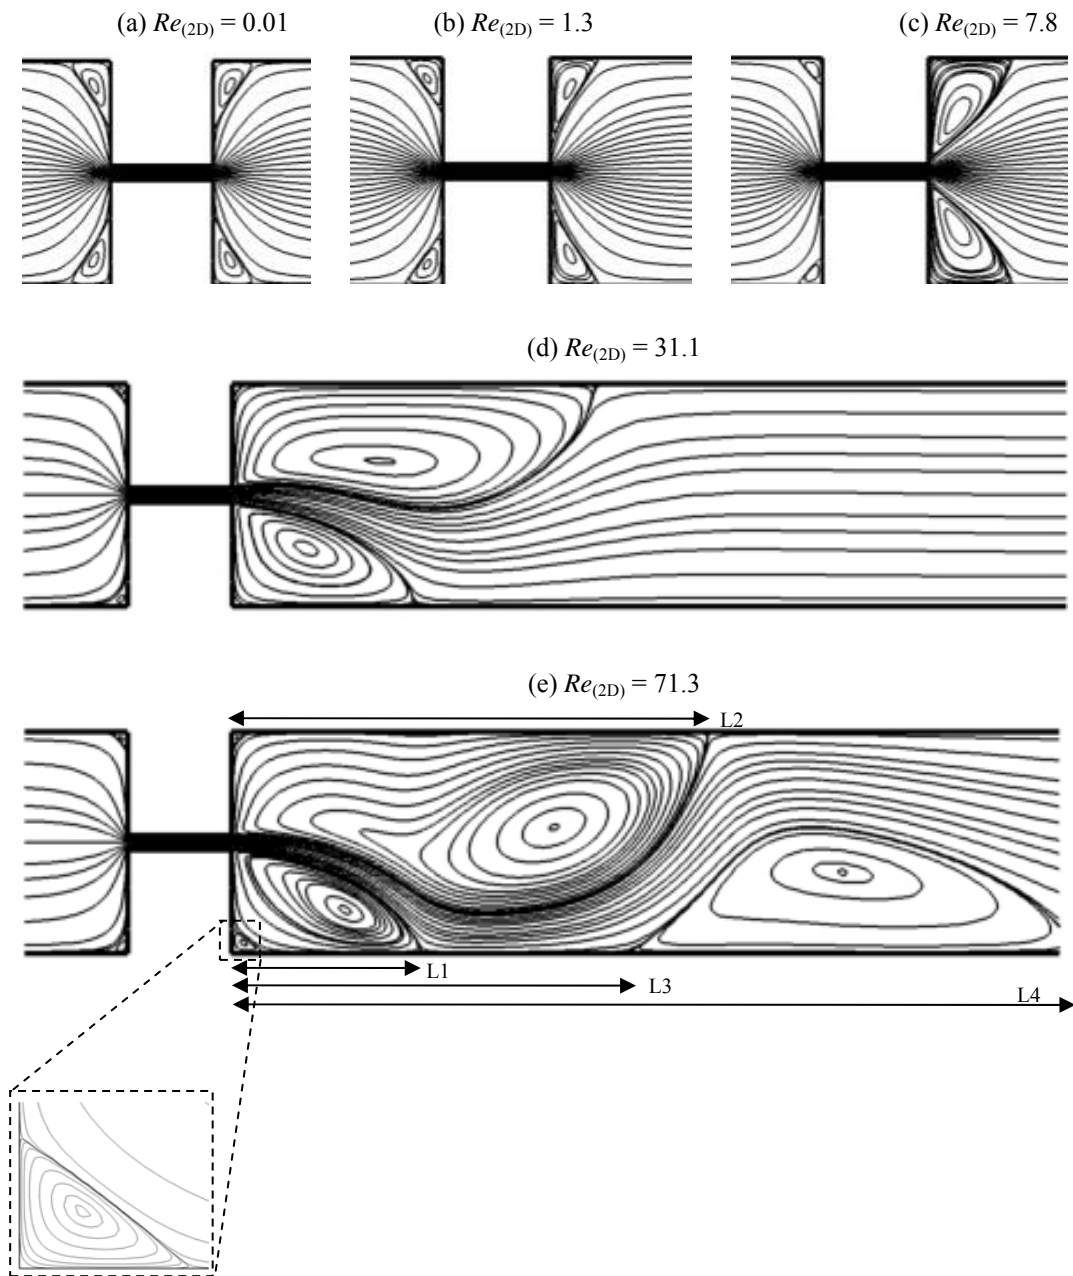 (a) Re(2D) = 0.01
(b) Re(2D) = 1.3
(c) Re(2D) = 7.8
(d) Re(2D) = 31.1
(e) Re(2D) = 71.3
L2
L1
L3
L4